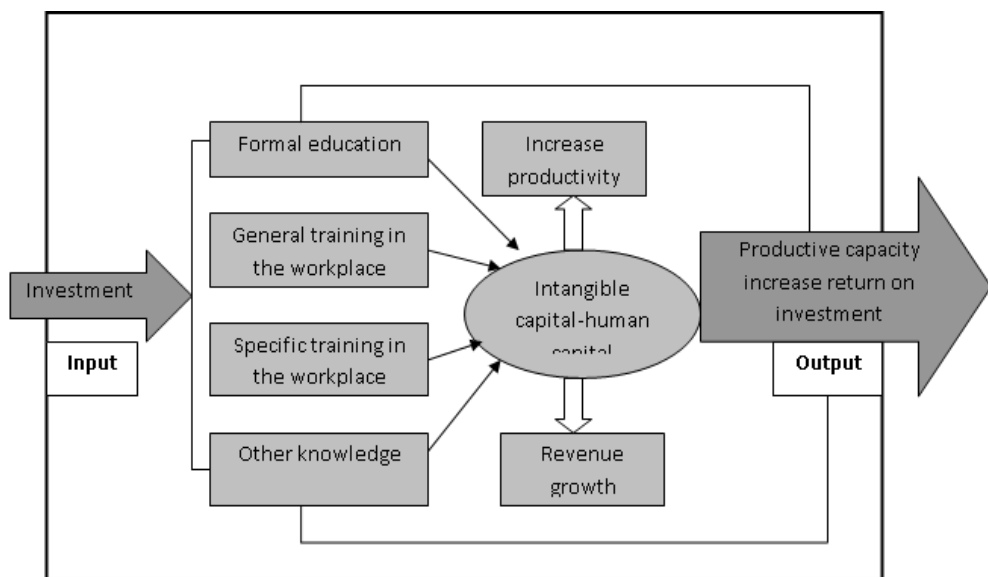 Formal education
Increase
productivity
General training in
the workplace
Investment
Input
Specific training in
the workplace
Intangible
capital-human
capital
Productive capacity
increase return on
investment
Output
Other knowledge
Revenue
growth